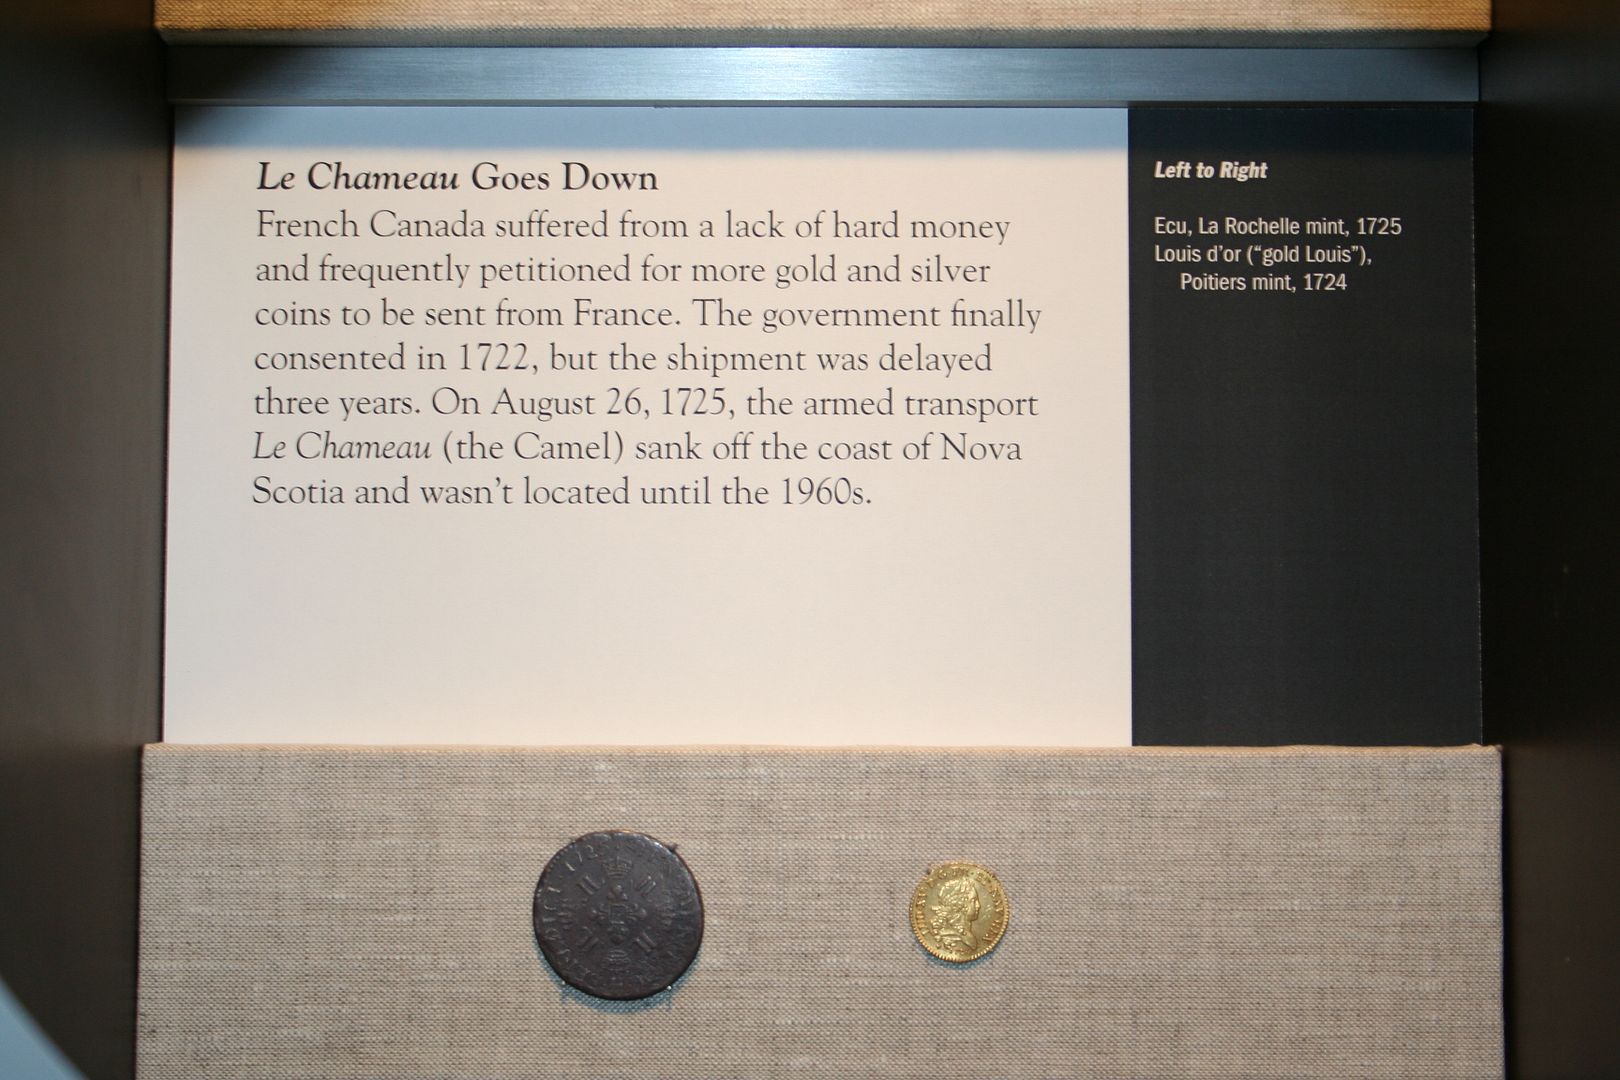 Le Chameau Goes Down
French Canada suffered from a lack of hard money
and frequently petitioned for more gold and silver
coins to be sent from France. The government finally
consented in 1722, but the shipment was delayed
three years. On August 26, 1725, the armed transport
Le Chameau (the Camel) sank off the coast of Nova
Scotia and wasn't located until the 1960s.
Left to Right
Ecu, La Rochelle mint, 1725
Louis d'or ("gold Louis"),
Poitiers mint, 1724